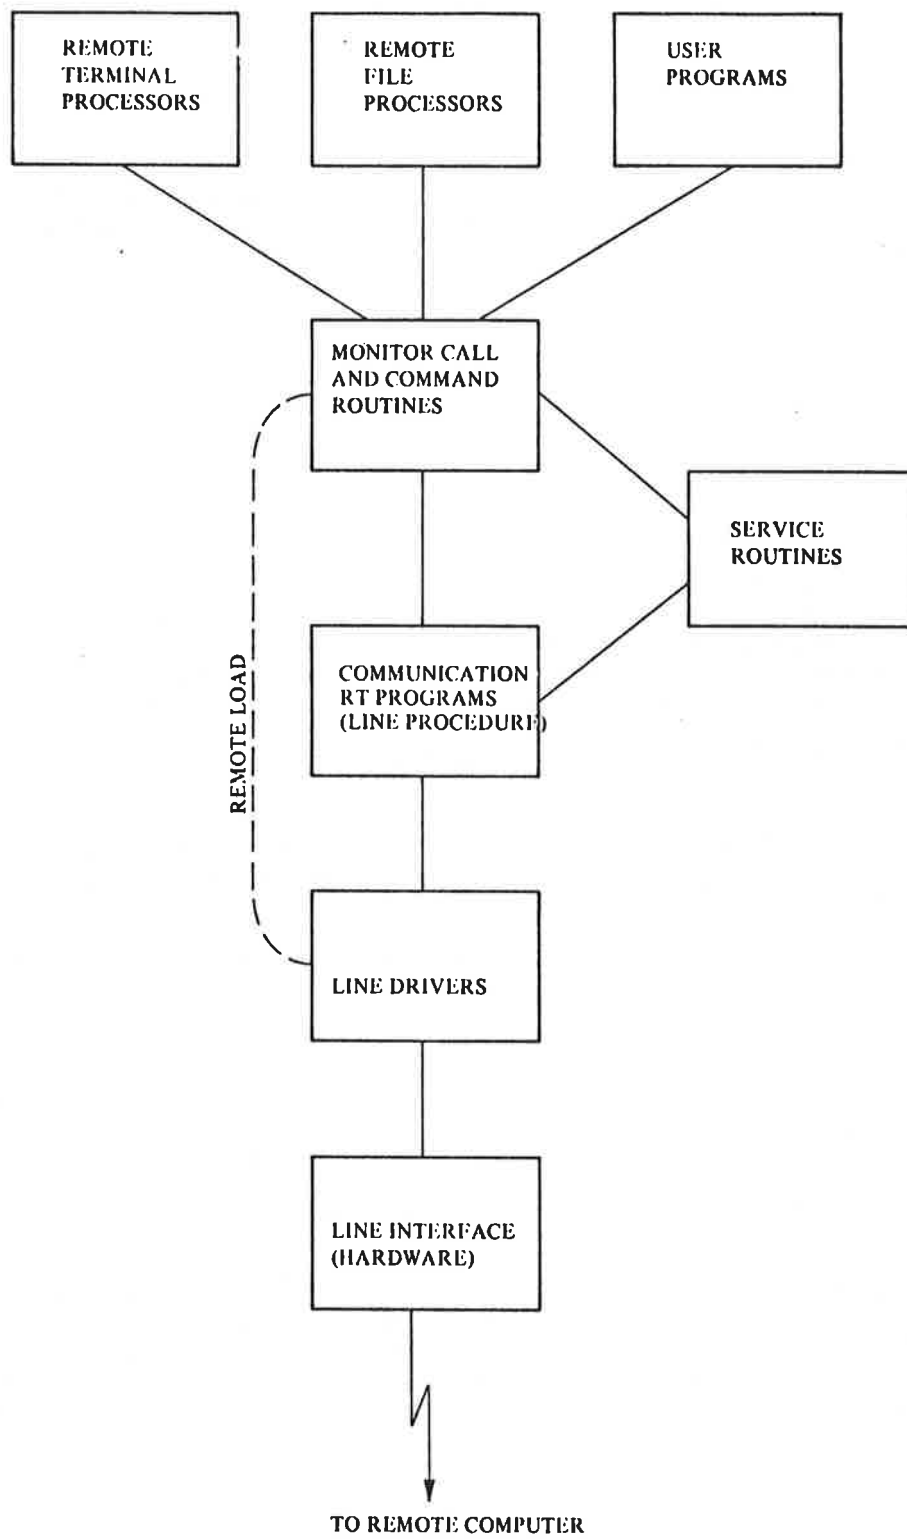 REMOTE
TERMINAL
PROCESSORS
REMOTE
FILE
PROCESSORS
USER
PROGRAMS
MONITOR CALL
AND COMMAND
ROUTINES
SERVICE
ROUTINES
COMMUNICATION
RT PROGRAMS
(LINE PROCEDURE)
REMOTE LOAD
LINE DRIVERS
LINE INTERFACE
(HARDWARE)
TO REMOTE COMPUTER